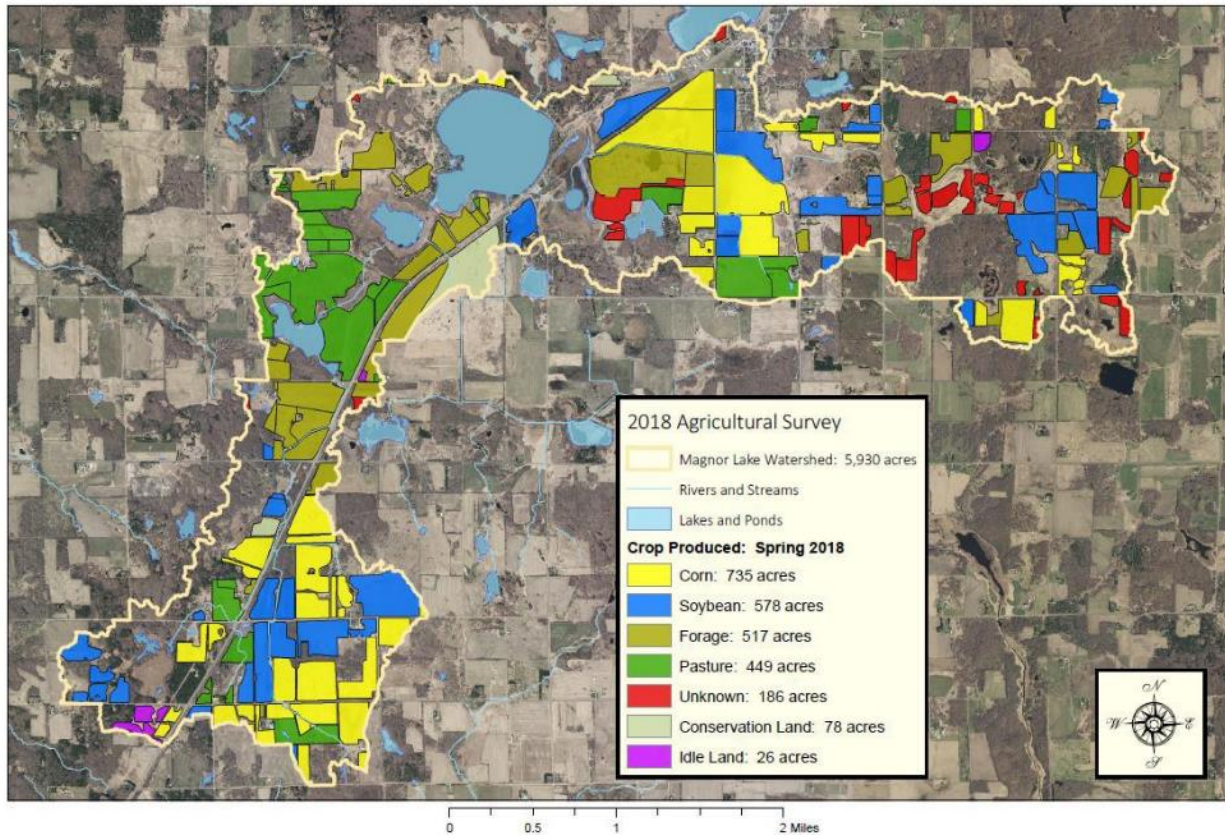 2018 Agricultural Survey
Magnor Lake Watershed: 5,930 acres
Rivers and Streams
Lakes and Ponds
Crop Produced: Spring 2018
Corn: 735 acres
Soybean: 578 acres
Forage: 517 acres
Pasture: 449 acres
Unknown: 186 acres
Conservation Land: 78 acres
Idle Land: 26 acres
N
W E
S
0 0.5 1 2 Miles